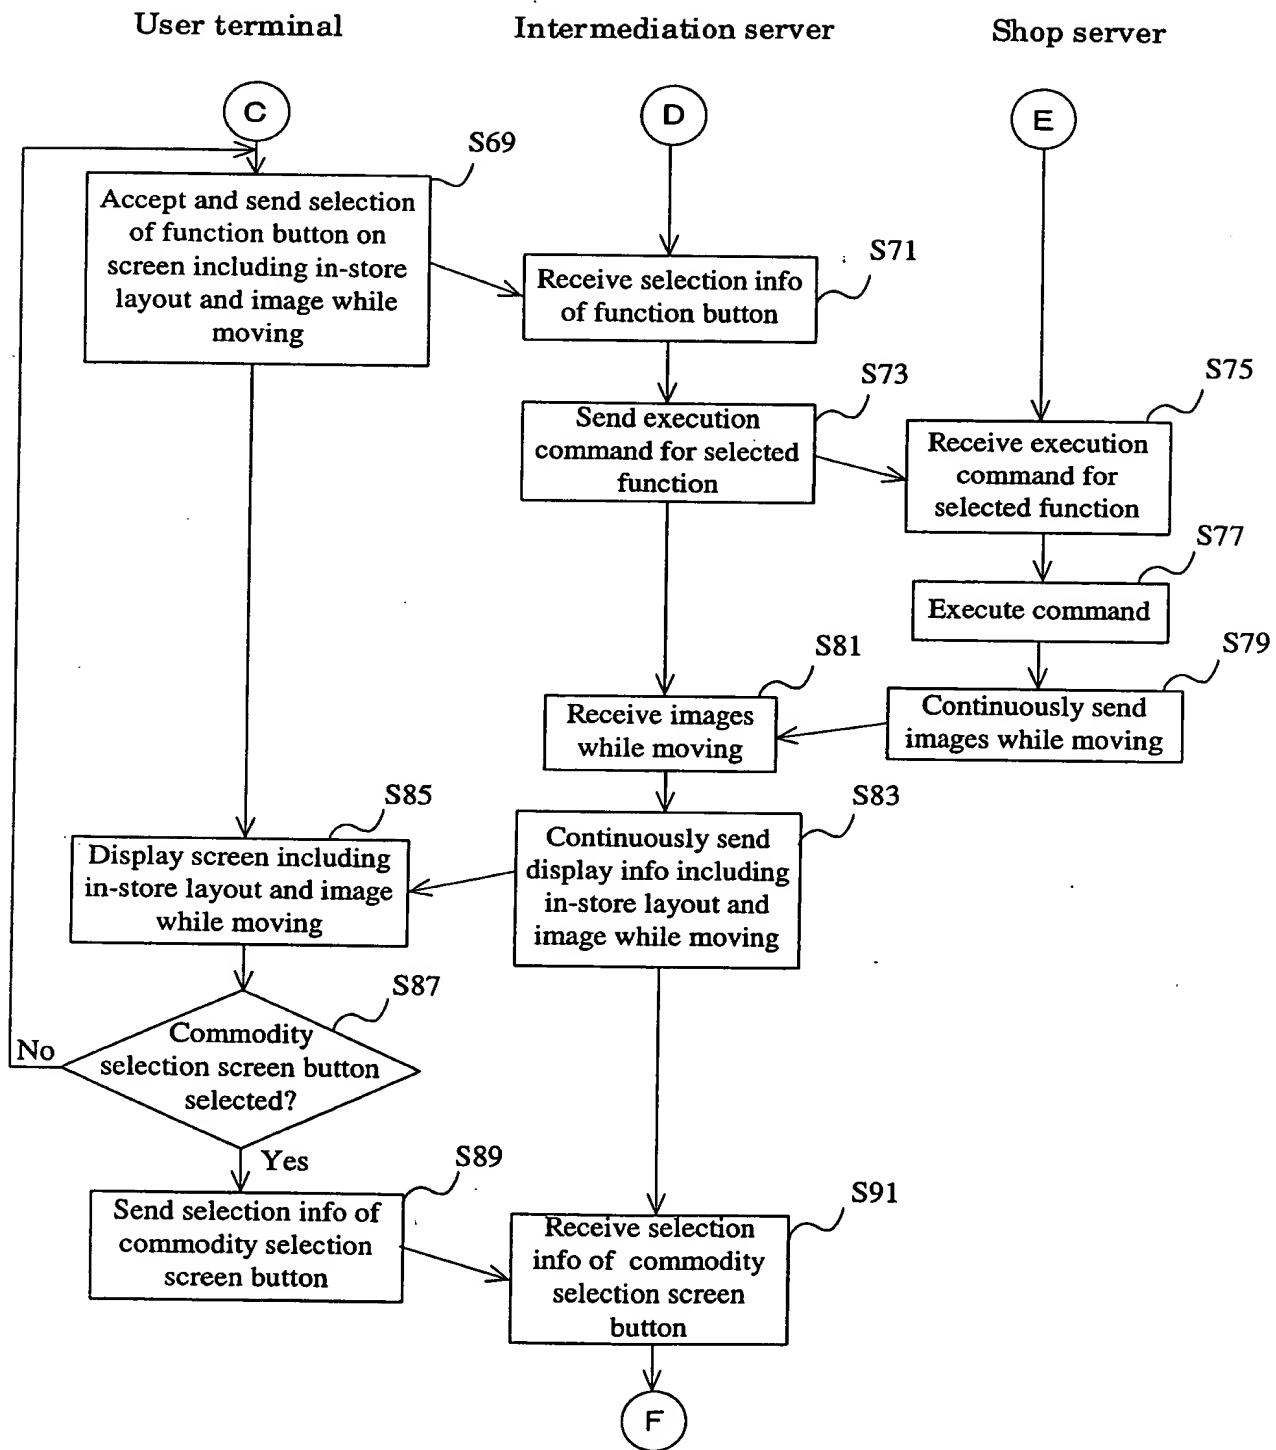 User terminal
Intermediation server
Shop server
C
D
E
S69
Accept and send selection
of function button on
screen including in-store
layout and image while
moving
S71
Receive selection info
of function button
S73
Send execution
command for selected
function
S75
Receive execution
command for
selected function
S77
Execute command
S79
Continuously send
images while moving
S81
Receive images
while moving
S83
Continuously send
display info including
in-store layout and
image while moving
S85
Display screen including
in-store layout and image
while moving
S87
Commodity
selection screen button
selected?
No
Yes
S89
Send selection info of
commodity selection
screen button
S91
Receive selection
info of commodity
selection screen
button
F